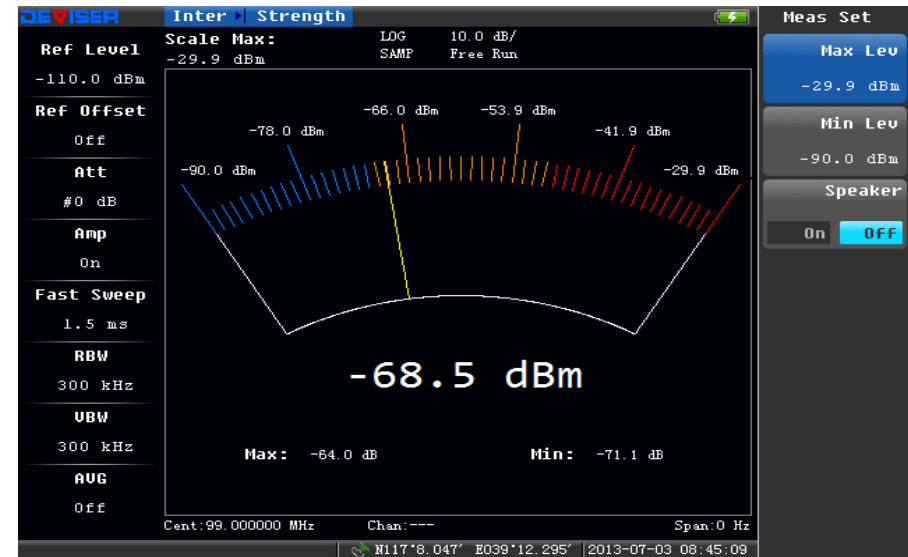 DEVISER
Inter Strength
Meas Set
Ref Level
-110.0 dBm
Ref Offset
Off
Att
#0 dB
Amp
On
Fast Sweep
1.5 ms
RBW
300 kHz
VBW
300 kHz
AVG
Off
Scale Max:
-29.9 dBm
LOG
SAMP
10.0 dB/
Free Run
-90.0 dBm
-78.0 dBm
-66.0 dBm
-53.9 dBm
-41.9 dBm
-29.9 dBm
-68.5 dBm
Max: -64.0 dB
Min: -71.1 dB
Cent:99.000000 MHz
Chan:---
Span:0 Hz
N117°8.047′ E039°12.295′
2013-07-03 08:45:09
Max Lev
-29.9 dBm
Min Lev
-90.0 dBm
Speaker
On Off